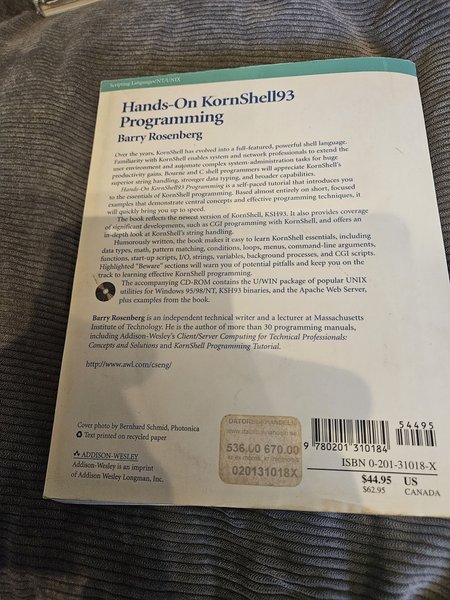 Scripting Languages/NT/UNIX
Hands-On KornShell93
Programming
Barry Rosenberg
Over the years, KornShell has evolved into a full-featured, powerful shell language.
Familiarity with KornShell enables system and network professionals to extend the
user environment and automate complex system-administration tasks for huge
productivity gains. Bourne and C shell programmers will appreciate KornShell's
superior string handling, stronger data typing, and broader capabilities.
Hands-On KornShell93 Programming is a self-paced tutorial that introduces you
to the essentials of KornShell programming. Based almost entirely on short, focused
examples that demonstrate central concepts and effective programming techniques, it
will quickly bring you up to speed.
The book reflects the newest version of KornShell, KSH93. It also provides coverage
of significant developments, such as CGI programming with KornShell, and offers an
in-depth look at KornShell's string handling.
Humorously written, the book makes it easy to learn KornShell essentials, including
data types, math, pattern matching, conditions, loops, menus, command-line arguments,
functions, start-up scripts, I/O, strings, variables, background processes, and CGI scripts.
Highlighted "Beware" sections will warn you of potential pitfalls and keep you on the
track to learning effective KornShell programming.
The accompanying CD-ROM contains the U/WIN package of popular UNIX
utilities for Windows 95/98/NT, KSH93 binaries, and the Apache Web Server,
plus examples from the book.
Barry Rosenberg is an independent technical writer and a lecturer at Massachusetts
Institute of Technology. He is the author of more than 30 programming manuals,
including Addison-Wesley's Client/Server Computing for Technical Professionals:
Concepts and Solutions and KornShell Programming Tutorial.
http://www.awl.com/cseng/
Cover photo by Bernhard Schmid, Photonica
Text printed on recycled paper
ADDISON-WESLEY
Addison-Wesley is an imprint
of Addison Wesley Longman, Inc.
536.00 670.00
020131018X
54495
9 780201 310184
ISBN 0-201-31018-X
$44.95 US
$62.95 CANADA